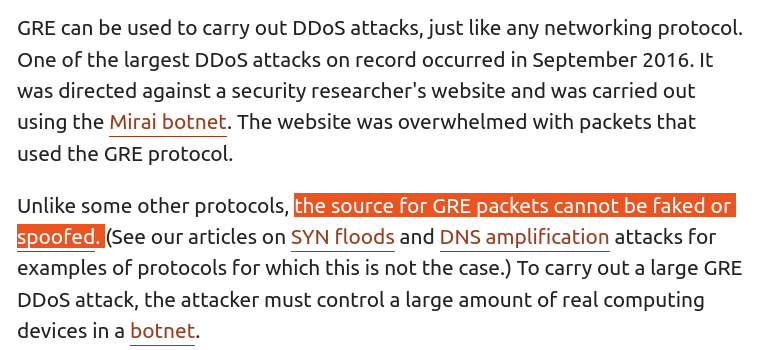 GRE can be used to carry out DDoS attacks, just like any networking protocol.
One of the largest DDoS attacks on record occurred in September 2016. It
was directed against a security researcher's website and was carried out
using the Mirai botnet. The website was overwhelmed with packets that
used the GRE protocol.
Unlike some other protocols, the source for GRE packets cannot be faked or
spoofed. (See our articles on SYN floods and DNS amplification attacks for
examples of protocols for which this is not the case.) To carry out a large GRE
DDoS attack, the attacker must control a large amount of real computing
devices in a botnet.